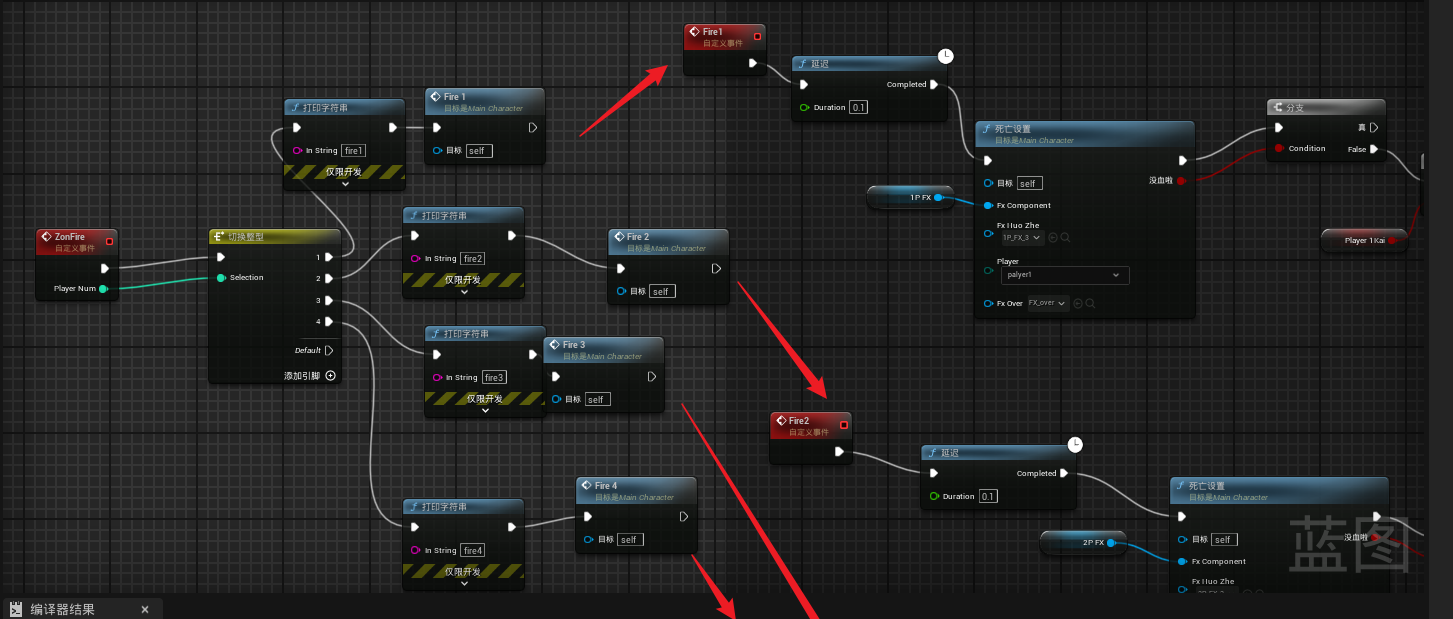 ZonFire
自定义事件
Player Num
切换整型
Selection
1
2
3
4
Default
添加引脚
打印字符串
In String fire1
仅限开发
Fire 1
目标是Main Character
目标 self
打印字符串
In String fire2
仅限开发
Fire 2
目标是Main Character
目标 self
打印字符串
In String fire3
仅限开发
Fire 3
目标是Main Character
目标 self
打印字符串
In String fire4
仅限开发
Fire 4
目标是Main Character
目标 self
Fire1
自定义事件
延迟
Completed
Duration 0.1
1P FX
死亡设置
目标是Main Character
目标 self
没血啦
Fx Component
Fx Huo Zhe
1P_FX_3
Player
palyer1
Fx Over FX_over
分支
真
Condition
False
Player 1Kai
Fire2
自定义事件
延迟
Completed
Duration 0.1
2P FX
死亡设置
目标是Main Character
目标 self
没血啦
Fx Component
Fx Huo Zhe
蓝图
编译器结果